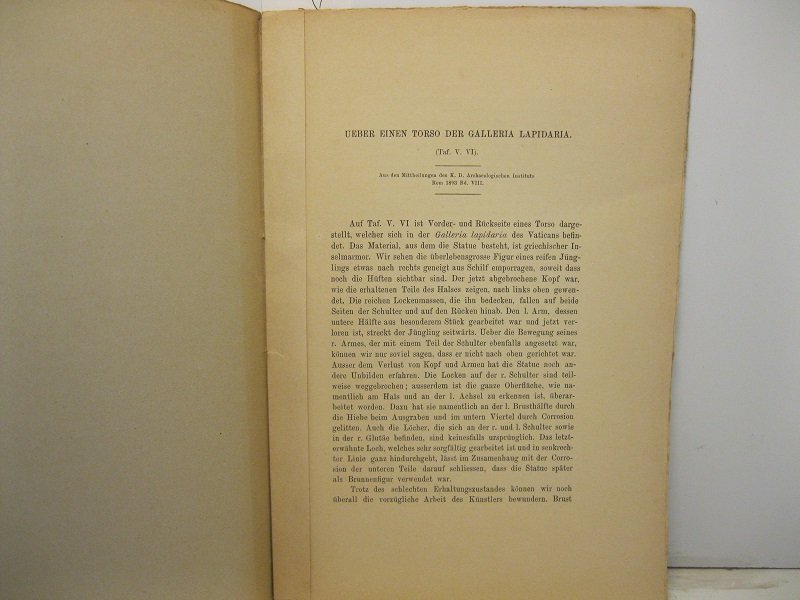 UEBER EINEN TORSO DER GALLERIA LAPIDARIA.
(Taf. V. VI).
Aus den Mittheilungen des K. D. Archaeologischen Instituts
Rom 1893 Bd. VIII.
Auf Taf. V. VI ist Vorder- und Rückseite eines Torso darge-
stellt, welcher sich in der Galleria lapidaria des Vaticans befin-
det. Das Material, aus dem die Statue besteht, ist griechischer In-
selmarmor. Wir sehen die überlebensgrosse Figur eines reifen Jüng-
lings etwas nach rechts geneigt aus Schilf emporragen, soweit dass
noch die Hüften sichtbar sind. Der jetzt abgebrochene Kopf war,
wie die erhaltenen Teile des Halses zeigen, nach links oben gewen-
det. Die reichen Lockenmassen, die ihn bedecken, fallen auf beide
Seiten der Schulter und auf den Rücken hinab. Den l. Arm, dessen
untere Hälfte aus besonderem Stück gearbeitet war und jetzt ver-
loren ist, streckt der Jüngling seitwärts. Ueber die Bewegung seines
r. Armes, der mit einem Teil der Schulter ebenfalls angesetzt war,
können wir nur soviel sagen, dass er nicht nach oben gerichtet war.
Ausser dem Verlust von Kopf und Armen hat die Statue noch an-
dere Unbilden erfahren. Die Locken auf der r. Schulter sind teil-
weise weggebrochen; ausserdem ist die ganze Oberfläche, wie na-
mentlich am Hals und an der l. Achsel zu erkennen ist, überar-
beitet worden. Dazu hat sie namentlich an der l. Brusthälfte durch
die Hiebe beim Ausgraben und im untern Viertel durch Corrosion
gelitten. Auch die Löcher, die sich an der r. und l. Schulter sowie
in der r. Glutäe befinden, sind keinesfalls ursprünglich. Das letzt-
erwähnte Loch, welches sehr sorgfältig gearbeitet ist und in senkrech-
ter Linie ganz hindurchgeht, lässt im Zusamenhang mit der Corro-
sion der unteren Teile darauf schliessen, dass die Statue später
als Brunnenfigur verwendet war.
Trotz des schlechten Erhaltungszustandes können wir noch
überall die vorzügliche Arbeit des Künstlers bewundern. Brust